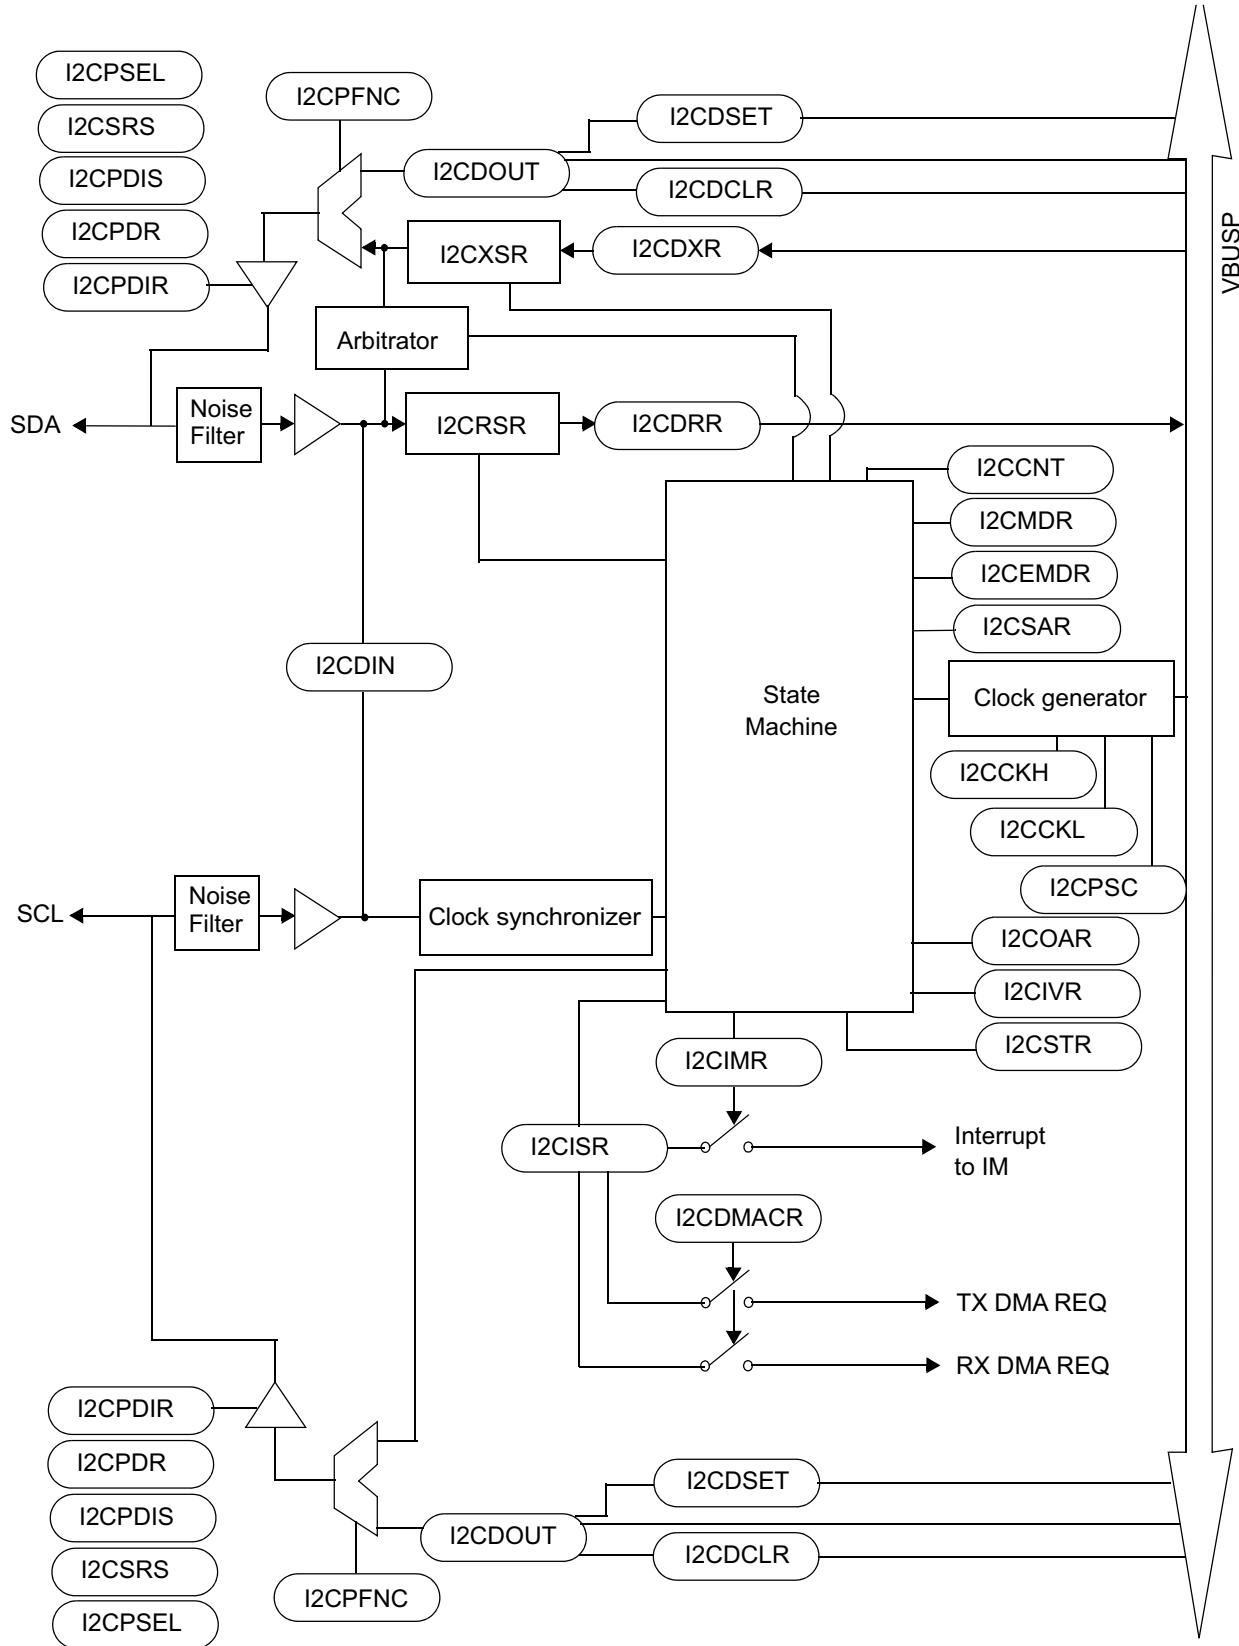 I2CPSEL
I2CPFNC
I2CDSET
I2CSRS
I2CDOUT
I2CPDIS
I2CDCLR
I2CPDR
I2CXSR
I2CDXR
VBUSP
I2CPDIR
Arbitrator
SDA
Noise
Filter
I2CRSR
I2CDRR
I2CCNT
I2CMDR
I2CEMDR
I2CSAR
I2CDIN
State
Machine
Clock generator
I2CCKH
I2CCKL
I2CPSC
SCL
Noise
Filter
Clock synchronizer
I2COAR
I2CIVR
I2CSTR
I2CIMR
I2CISR
Interrupt
to IM
I2CDMACR
TX DMA REQ
RX DMA REQ
I2CPDIR
I2CPDR
I2CDSET
I2CPDIS
I2CDOUT
I2CDCLR
I2CSRS
I2CPFNC
I2CPSEL